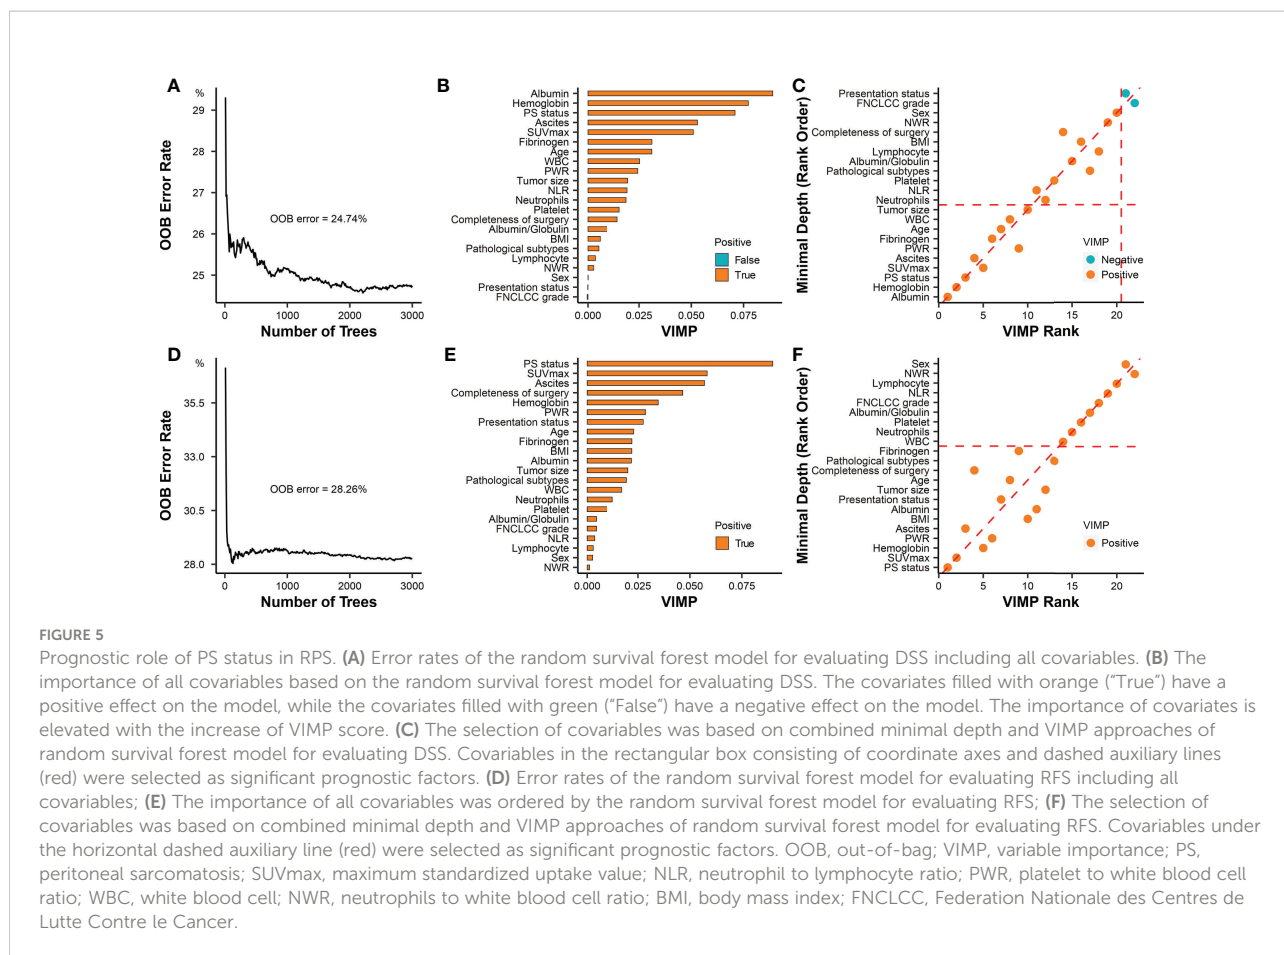 A
%
29
28
27
26
25
OOB Error Rate
OOB error = 24.74%
0
1000
2000
3000
Number of Trees
B
Albumin
Hemoglobin
PS status
Ascites
SUVmax
Fibrinogen
Age
WBC
PWR
Tumor size
NLR
Neutrophils
Platelet
Completeness of surgery
Albumin/Globulin
BMI
Pathological subtypes
Lymphocyte
NWR
Sex
Presentation status
FNCLCC grade
Positive
False
True
0.000
0.025
0.050
0.075
VIMP
C
Minimal Depth (Rank Order)
Presentation status
FNCLCC grade
Sex
NWR
Completeness of surgery
BMI
Lymphocyte
Albumin/Globulin
Pathological subtypes
Platelet
NLR
Neutrophils
Tumor size
WBC
Age
Fibrinogen
PWR
Ascites
SUVmax
PS status
Hemoglobin
Albumin
VIMP
Negative
Positive
0
5
10
15
20
VIMP Rank
D
%
35.5
33.0
30.5
28.0
OOB Error Rate
OOB error = 28.26%
0
1000
2000
3000
Number of Trees
E
PS status
SUVmax
Ascites
Completeness of surgery
Hemoglobin
PWR
Presentation status
Age
Fibrinogen
BMI
Albumin
Tumor size
Pathological subtypes
WBC
Neutrophils
Platelet
Albumin/Globulin
FNCLCC grade
NLR
Lymphocyte
Sex
NWR
Positive
True
0.000
0.025
0.050
0.075
VIMP
F
Minimal Depth (Rank Order)
Sex
NWR
Lymphocyte
NLR
FNCLCC grade
Albumin/Globulin
Platelet
Neutrophils
WBC
Fibrinogen
Pathological subtypes
Completeness of surgery
Age
Tumor size
Presentation status
Albumin
BMI
Ascites
PWR
Hemoglobin
SUVmax
PS status
VIMP
Positive
0
5
10
15
20
VIMP Rank
FIGURE 5
Prognostic role of PS status in RPS. (A) Error rates of the random survival forest model for evaluating DSS including all covariables. (B) The
importance of all covariables based on the random survival forest model for evaluating DSS. The covariates filled with orange (“True”) have a
positive effect on the model, while the covariates filled with green (“False”) have a negative effect on the model. The importance of covariates is
elevated with the increase of VIMP score. (C) The selection of covariables was based on combined minimal depth and VIMP approaches of
random survival forest model for evaluating DSS. Covariables in the rectangular box consisting of coordinate axes and dashed auxiliary lines
(red) were selected as significant prognostic factors. (D) Error rates of the random survival forest model for evaluating RFS including all
covariables; (E) The importance of all covariables was ordered by the random survival forest model for evaluating RFS; (F) The selection of
covariables was based on combined minimal depth and VIMP approaches of random survival forest model for evaluating RFS. Covariables under
the horizontal dashed auxiliary line (red) were selected as significant prognostic factors. OOB, out-of-bag; VIMP, variable importance; PS,
peritoneal sarcomatosis; SUVmax, maximum standardized uptake value; NLR, neutrophil to lymphocyte ratio; PWR, platelet to white blood cell
ratio; WBC, white blood cell; NWR, neutrophils to white blood cell ratio; BMI, body mass index; FNCLCC, Federation Nationale des Centres de
Lutte Contre le Cancer.